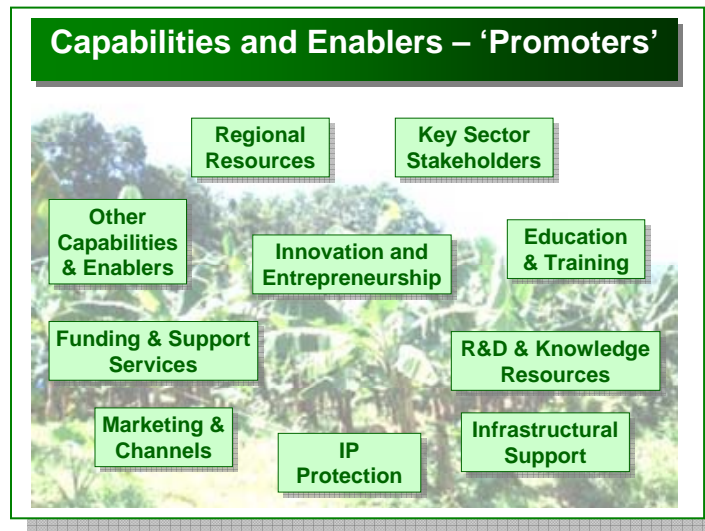 Capabilities and Enablers – ‘Promoters’
Regional
Resources
Key Sector
Stakeholders
Other
Capabilities
& Enablers
Innovation and
Entrepreneurship
Education
& Training
Funding & Support
Services
R&D & Knowledge
Resources
Marketing &
Channels
IP
Protection
Infrastructural
Support